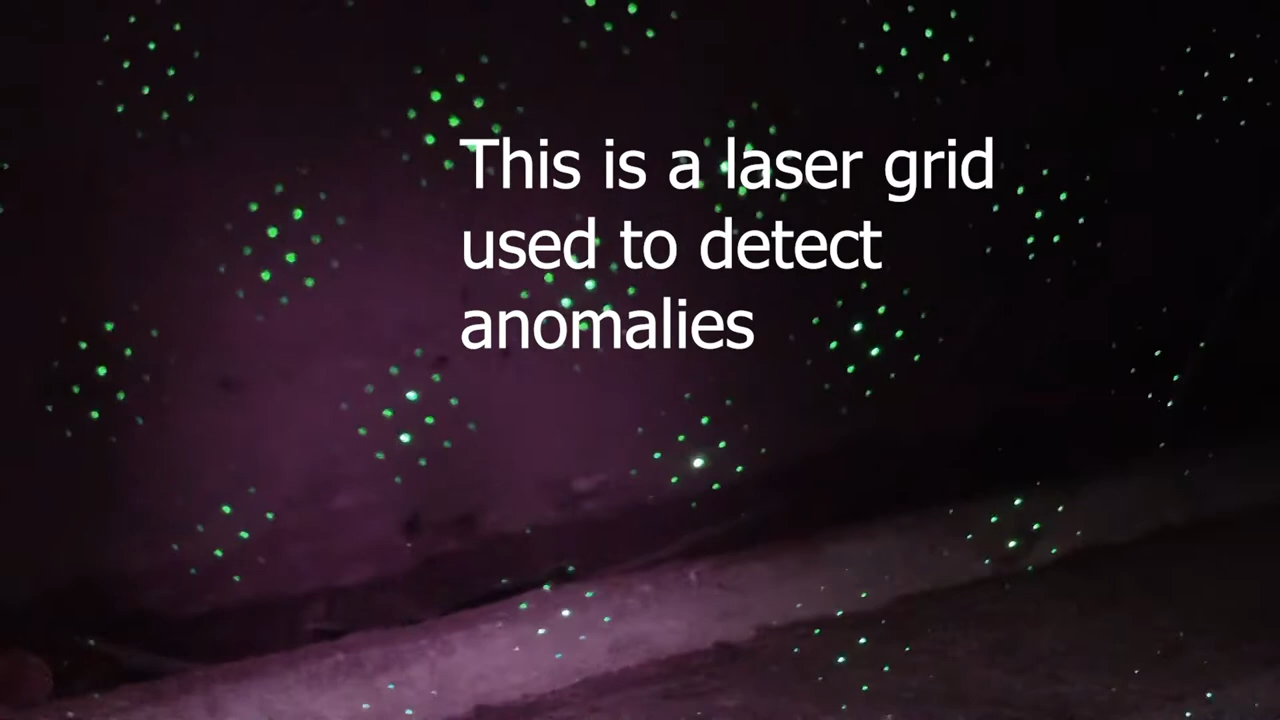 This is a laser grid
used to detect
anomalies